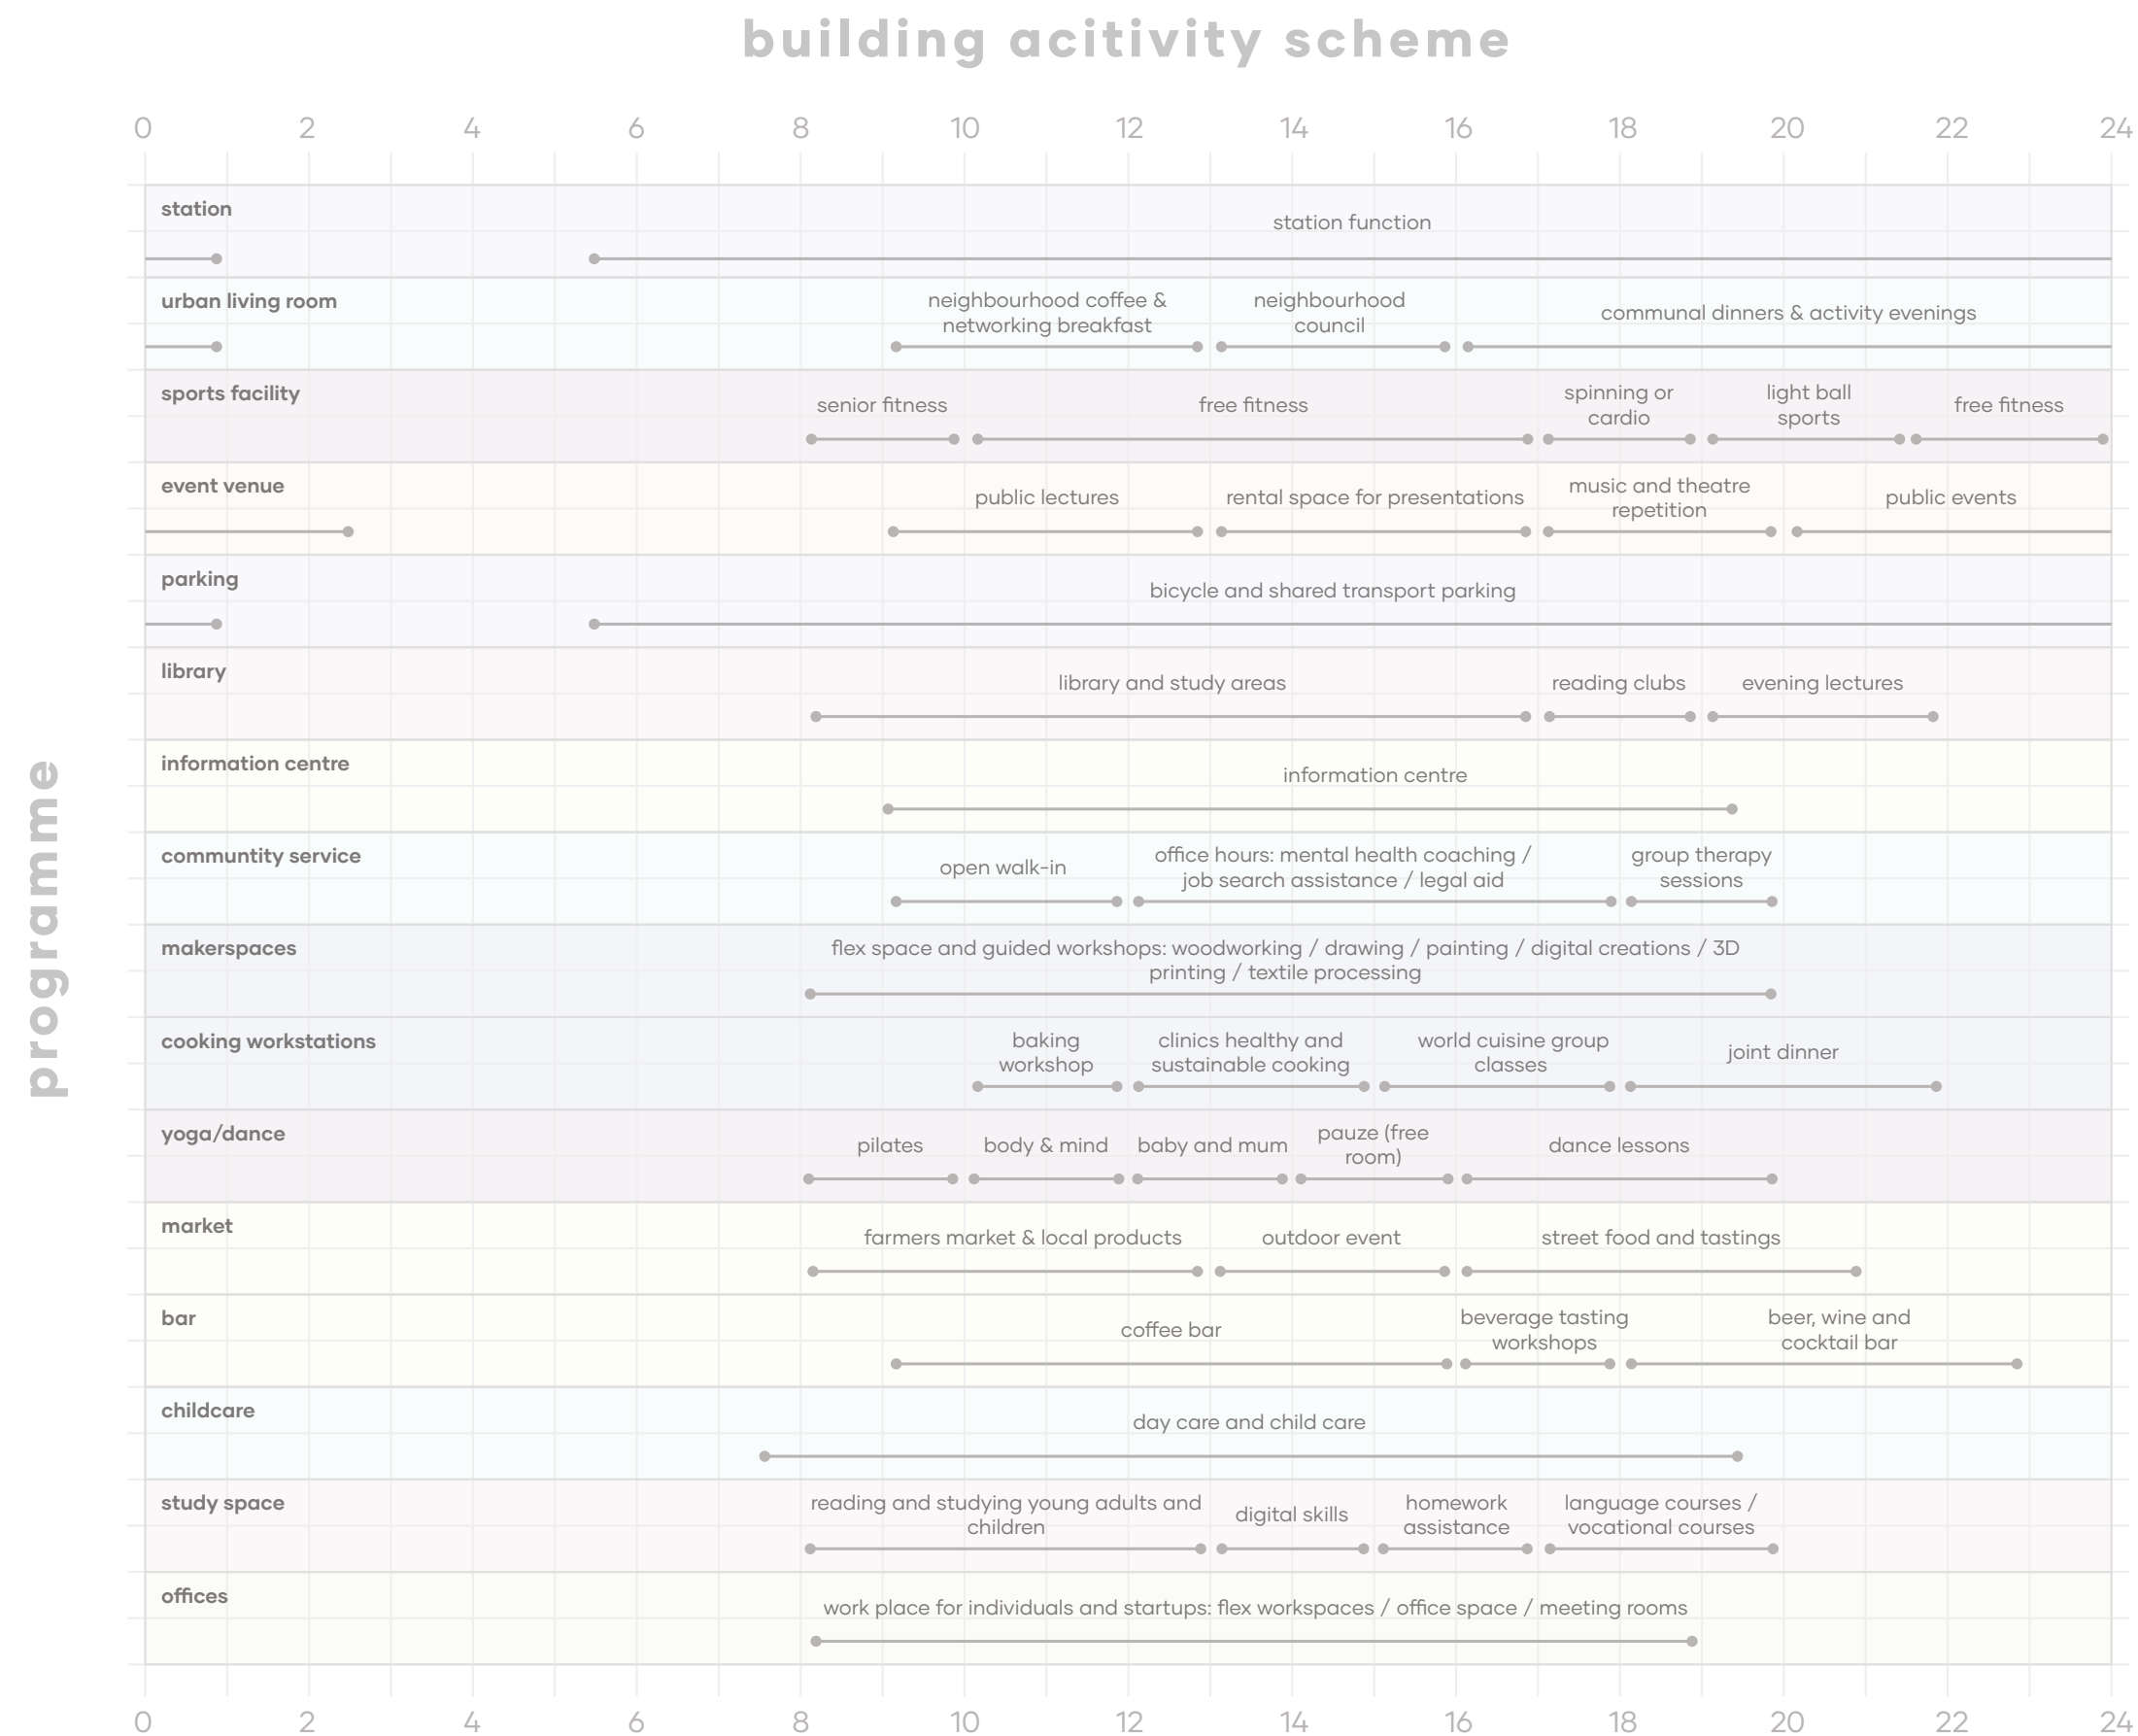 building acitivity scheme
0 2 4 6 8 10 12 14 16 18 20 22 24
programme
station
station function
urban living room
neighbourhood coffee &
networking breakfast
neighbourhood
council
communal dinners & activity evenings
sports facility
senior fitness
free fitness
spinning or
cardio
light ball
sports
free fitness
event venue
public lectures
rental space for presentations
music and theatre
repetition
public events
parking
bicycle and shared transport parking
library
library and study areas
reading clubs
evening lectures
information centre
information centre
communtity service
open walk-in
office hours: mental health coaching /
job search assistance / legal aid
group therapy
sessions
makerspaces
flex space and guided workshops: woodworking / drawing / painting / digital creations / 3D
printing / textile processing
cooking workstations
baking
workshop
clinics healthy and
sustainable cooking
world cuisine group
classes
joint dinner
yoga/dance
pilates
body & mind
baby and mum
pauze (free
room)
dance lessons
market
farmers market & local products
outdoor event
street food and tastings
bar
coffee bar
beverage tasting
workshops
beer, wine and
cocktail bar
childcare
day care and child care
study space
reading and studying young adults and
children
digital skills
homework
assistance
language courses /
vocational courses
offices
work place for individuals and startups: flex workspaces / office space / meeting rooms
0 2 4 6 8 10 12 14 16 18 20 22 24